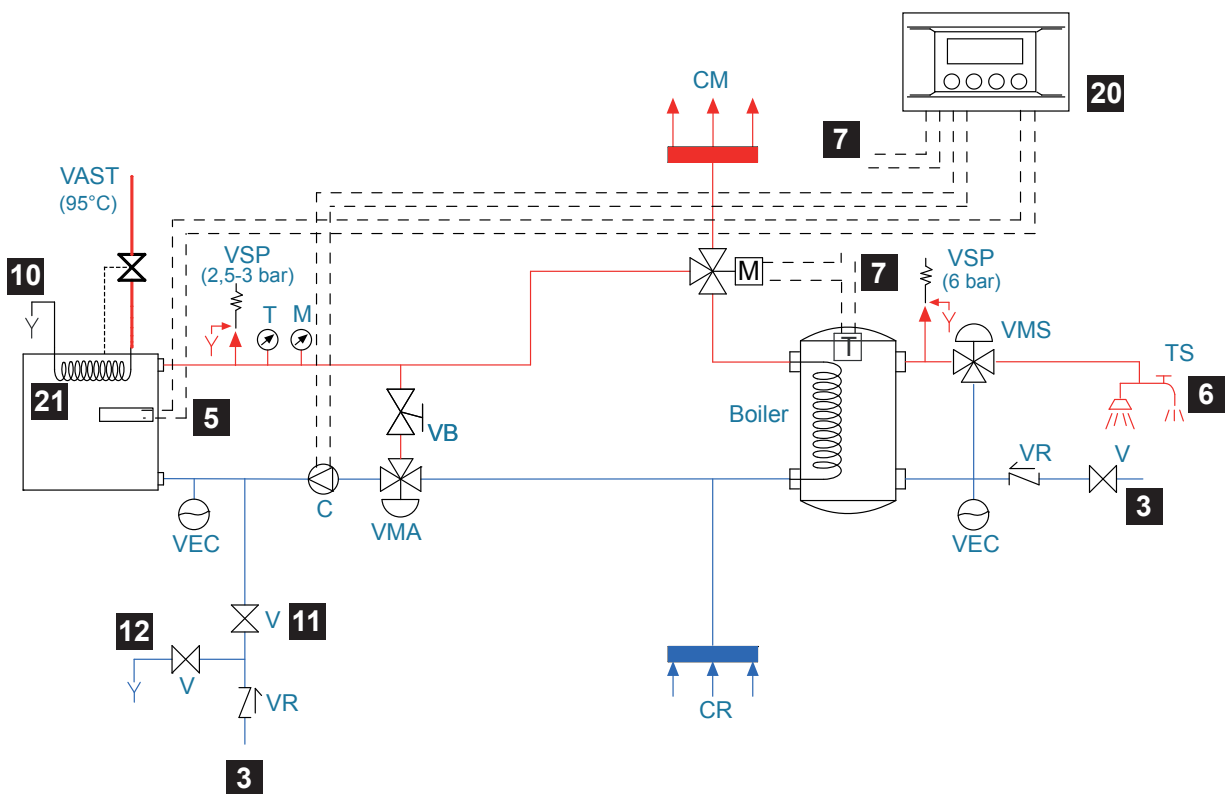 CM
20
7
VAST
(95°C)
10
VSP
(2,5-3 bar)
T
M
M
7
VSP
(6 bar)
VMS
TS
6
T
21
5
VB
Boiler
VR
V
3
C
VMA
VEC
VEC
12
V
11
V
VR
CR
3